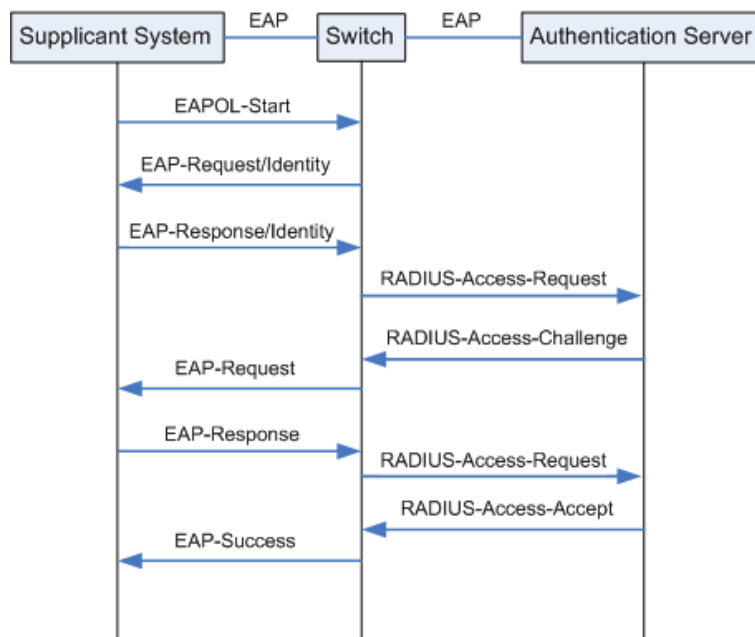 EAP
EAP
Supplicant System
Switch
Authentication Server
EAPOL-Start
EAP-Request/Identity
EAP-Response/Identity
RADIUS-Access-Request
RADIUS-Access-Challenge
EAP-Request
EAP-Response
RADIUS-Access-Request
RADIUS-Access-Accept
EAP-Success